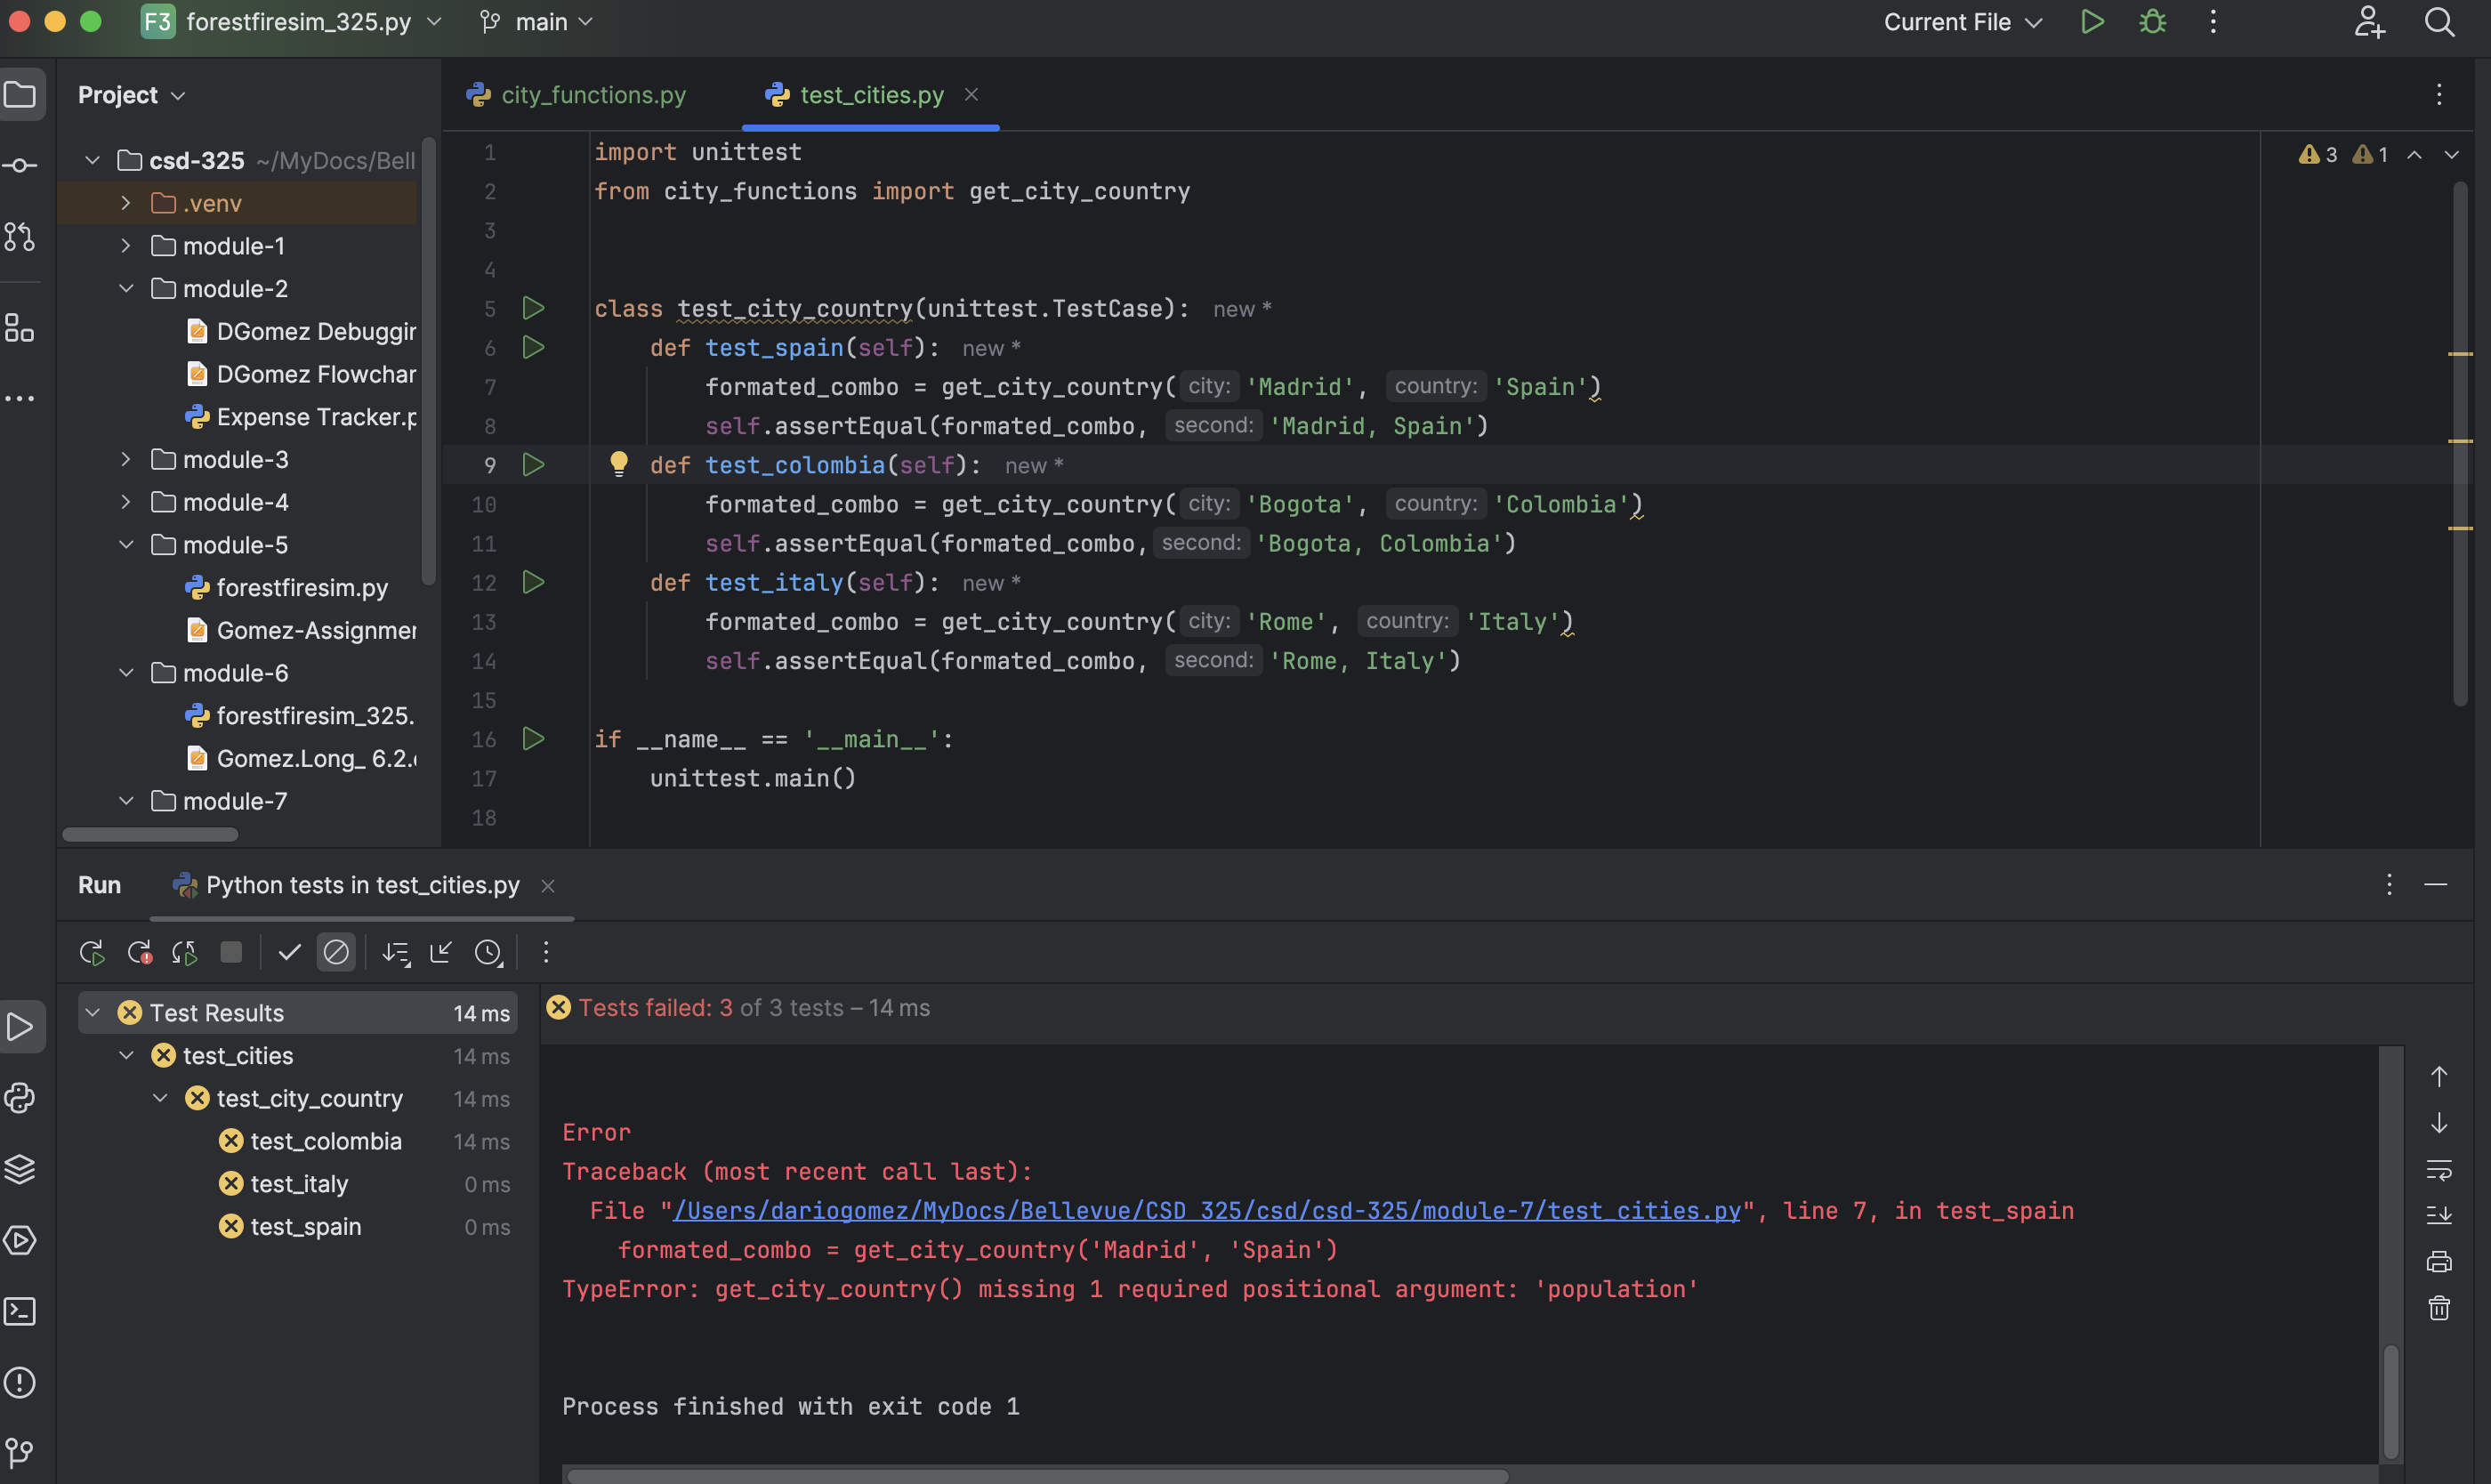 F3 forestfiresim_325.py main Current File
Project
csd-325 ~/MyDocs/Bell
.venv
module-1
module-2
DGomez Debuggin
DGomez Flowchar
Expense Tracker.p
module-3
module-4
module-5
forestfiresim.py
Gomez-Assignmen
module-6
forestfiresim_325.
Gomez.Long_ 6.2.
module-7
city_functions.py test_cities.py
3 1
1 import unittest
2 from city_functions import get_city_country
3
4
5 class test_city_country(unittest.TestCase): new *
6 def test_spain(self): new *
7 formated_combo = get_city_country( city: 'Madrid', country: 'Spain')
8 self.assertEqual(formated_combo, second: 'Madrid, Spain')
9 def test_colombia(self): new *
10 formated_combo = get_city_country( city: 'Bogota', country: 'Colombia')
11 self.assertEqual(formated_combo, second: 'Bogota, Colombia')
12 def test_italy(self): new *
13 formated_combo = get_city_country( city: 'Rome', country: 'Italy')
14 self.assertEqual(formated_combo, second: 'Rome, Italy')
15
16 if __name__ == '__main__':
17 unittest.main()
18
Run Python tests in test_cities.py
Test Results 14 ms
test_cities 14 ms
test_city_country 14 ms
test_colombia 14 ms
test_italy 0 ms
test_spain 0 ms
Tests failed: 3 of 3 tests – 14 ms
Error
Traceback (most recent call last):
File "/Users/dariogomez/MyDocs/Bellevue/CSD 325/csd/csd-325/module-7/test_cities.py", line 7, in test_spain
formated_combo = get_city_country('Madrid', 'Spain')
TypeError: get_city_country() missing 1 required positional argument: 'population'
Process finished with exit code 1